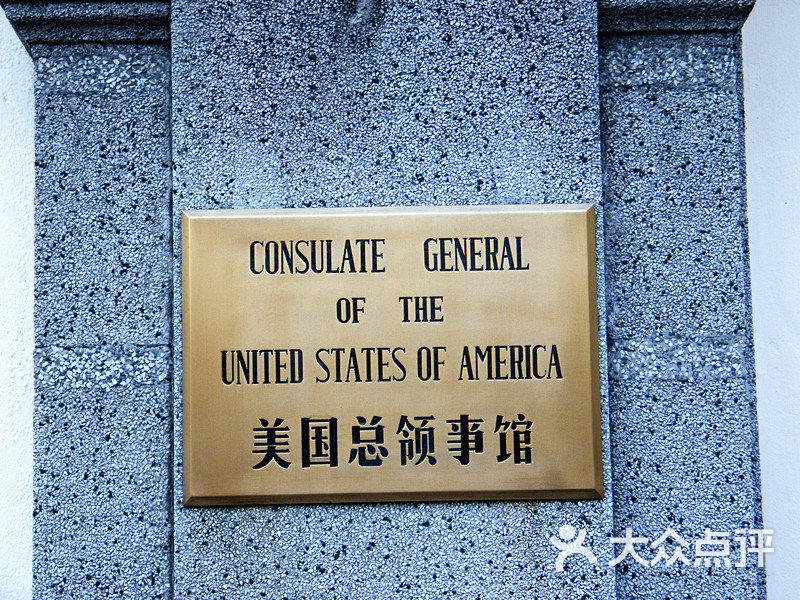 CONSULATE GENERAL
OF THE
UNITED STATES OF AMERICA
美国总领事馆
大众点评